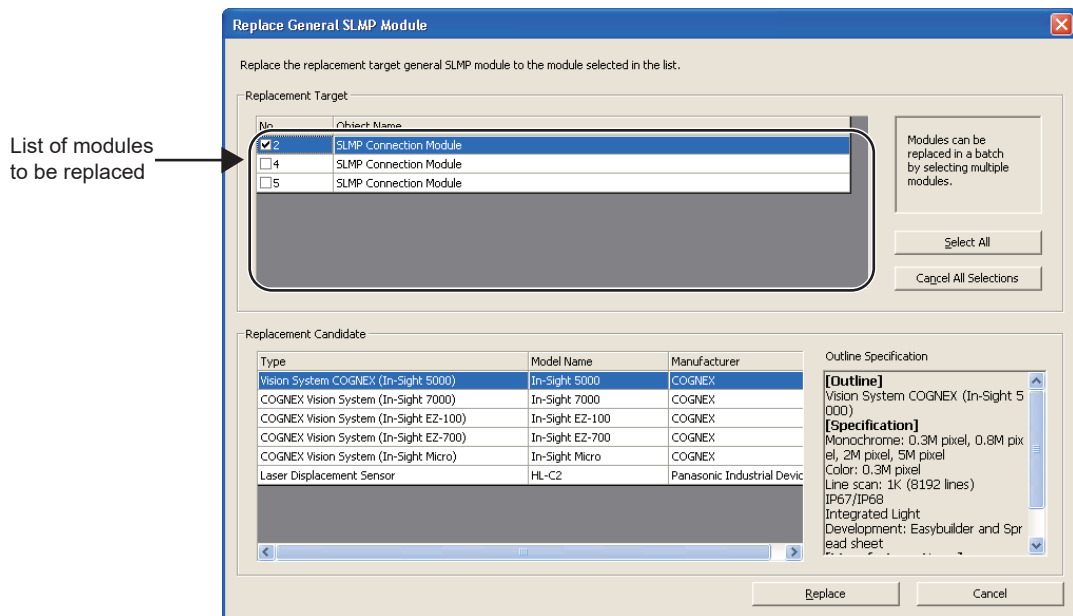 Replace General SLMP Module
Replace the replacement target general SLMP module to the module selected in the list.
Replacement Target
List of modules
to be replaced
No. Object Name
2 SLMP Connection Module
4 SLMP Connection Module
5 SLMP Connection Module
Modules can be
replaced in a batch
by selecting multiple
modules.
Select All
Cancel All Selections
Replacement Candidate
Type Model Name Manufacturer
Vision System COGNEX (In-Sight 5000) In-Sight 5000 COGNEX
COGNEX Vision System (In-Sight 7000) In-Sight 7000 COGNEX
COGNEX Vision System (In-Sight EZ-100) In-Sight EZ-100 COGNEX
COGNEX Vision System (In-Sight EZ-700) In-Sight EZ-700 COGNEX
COGNEX Vision System (In-Sight Micro) In-Sight Micro COGNEX
Laser Displacement Sensor HL-C2 Panasonic Industrial Devic
Outline Specification
[Outline]
Vision System COGNEX (In-Sight 5
000)
[Specification]
Monochrome: 0.3M pixel, 0.8M pix
el, 2M pixel, 5M pixel
Color: 0.3M pixel
Line scan: 1K (8192 lines)
IP67/IP68
Integrated Light
Development: Easybuilder and Spr
ead sheet
Replace
Cancel